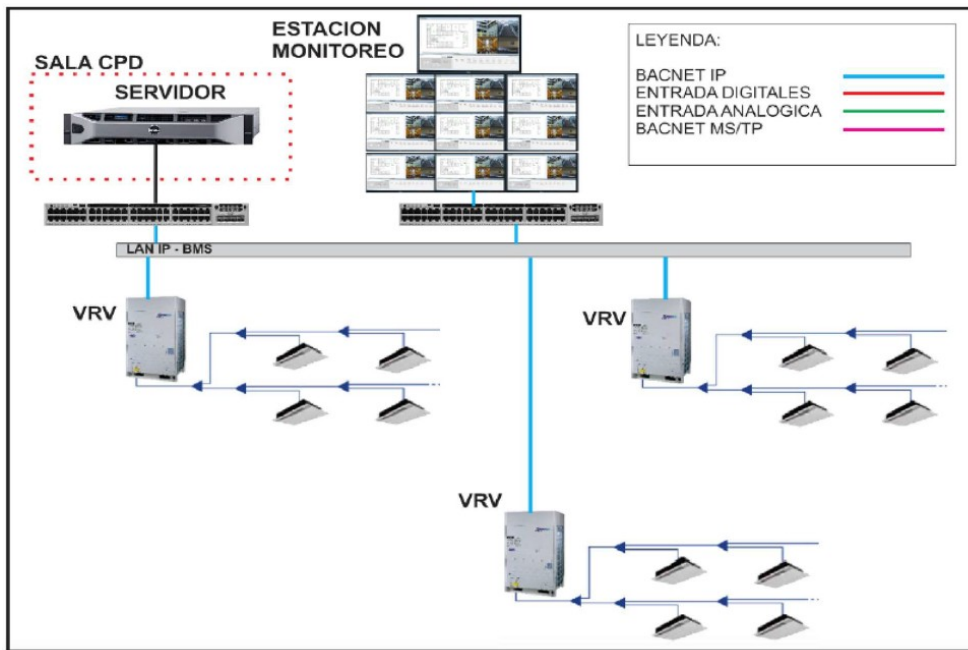 ESTACION
MONITOREO
SALA CPD
SERVIDOR
LEYENDA:
BACNET IP
ENTRADA DIGITALES
ENTRADA ANALOGICA
BACNET MS/TP
LAN IP - BMS
VRV
VRV
VRV